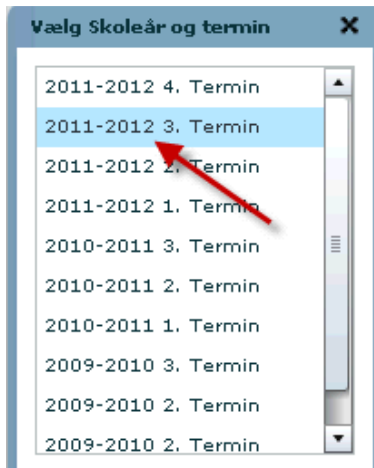 Vælg Skoleår og termin
2011-2012 4. Termin
2011-2012 3. Termin
2011-2012 2. Termin
2011-2012 1. Termin
2010-2011 3. Termin
2010-2011 2. Termin
2010-2011 1. Termin
2009-2010 3. Termin
2009-2010 2. Termin
2009-2010 2. Termin